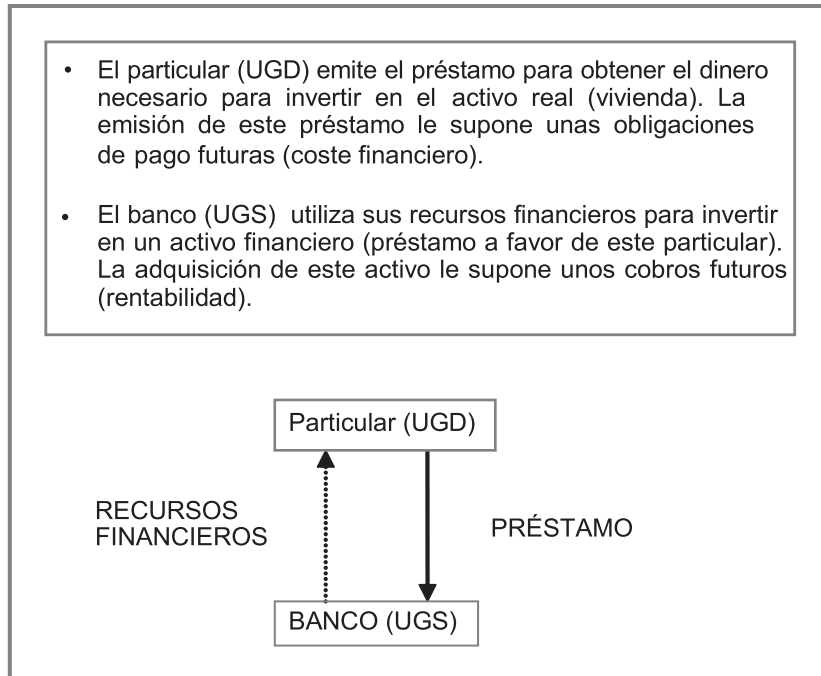 • El particular (UGD) emite el préstamo para obtener el dinero
necesario para invertir en el activo real (vivienda). La
emisión de este préstamo le supone unas obligaciones
de pago futuras (coste financiero).
• El banco (UGS) utiliza sus recursos financieros para invertir
en un activo financiero (préstamo a favor de este particular).
La adquisición de este activo le supone unos cobros futuros
(rentabilidad).
Particular (UGD)
RECURSOS
FINANCIEROS
PRÉSTAMO
BANCO (UGS)